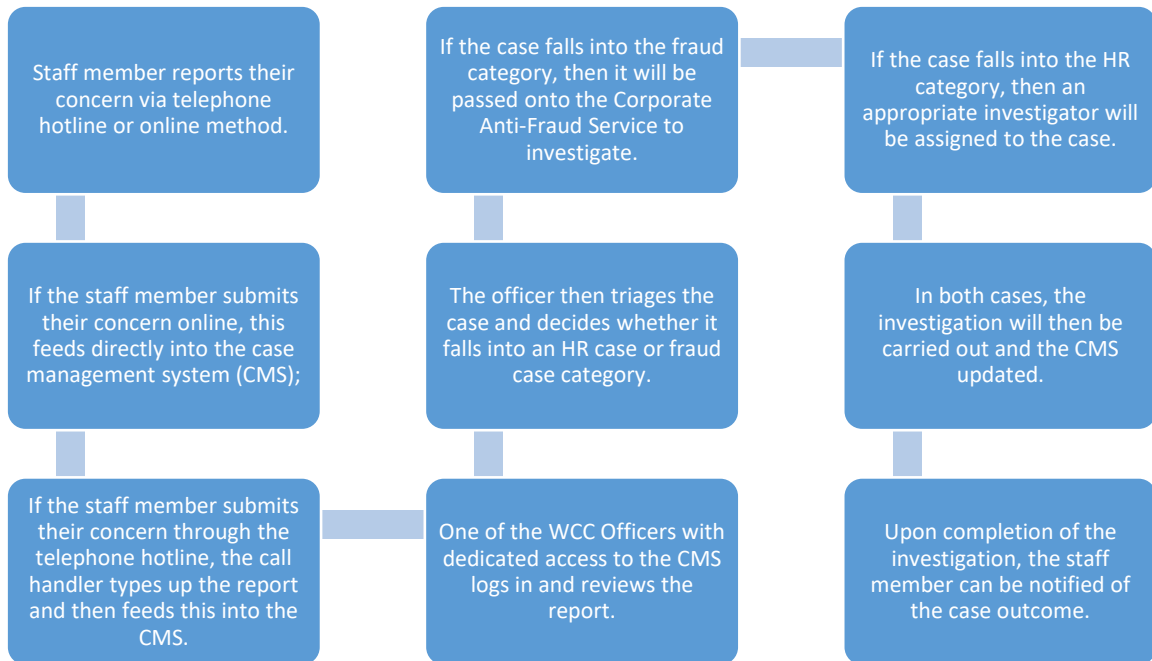 Staff member reports their
concern via telephone
hotline or online method.
If the staff member submits
their concern online, this
feeds directly into the case
management system (CMS);
If the staff member submits
their concern through the
telephone hotline, the call
handler types up the report
and then feeds this into the
CMS.
One of the WCC Officers with
dedicated access to the CMS
logs in and reviews the
report.
The officer then triages the
case and decides whether it
falls into an HR case or fraud
case category.
If the case falls into the fraud
category, then it will be
passed onto the Corporate
Anti-Fraud Service to
investigate.
If the case falls into the HR
category, then an
appropriate investigator will
be assigned to the case.
In both cases, the
investigation will then be
carried out and the CMS
updated.
Upon completion of the
investigation, the staff
member can be notified of
the case outcome.